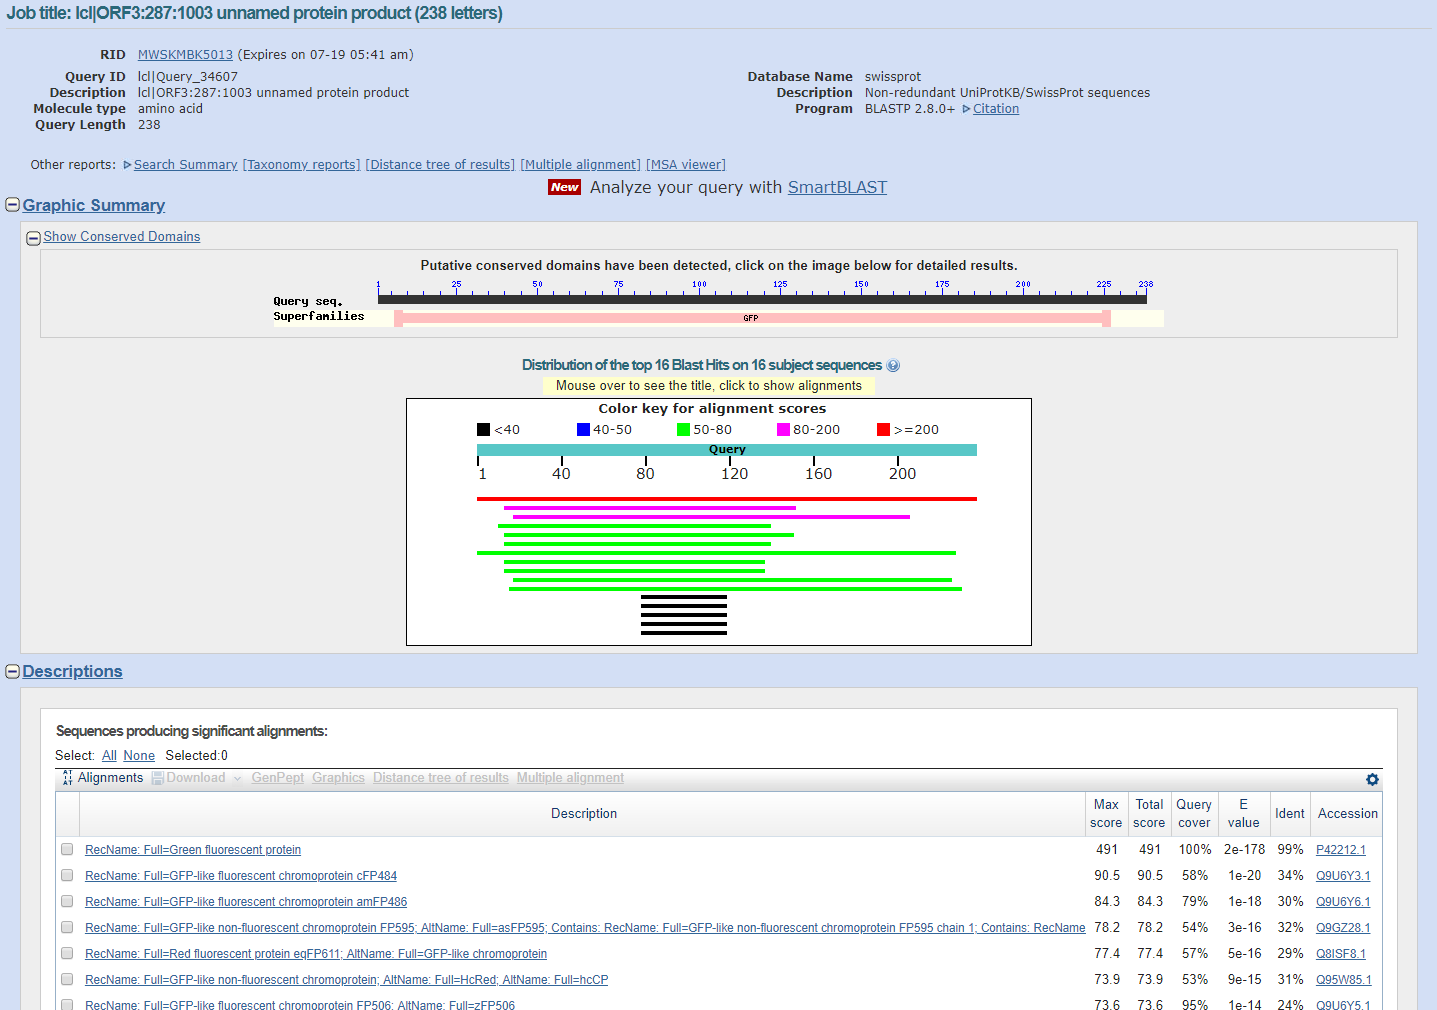 Job title: lcl|ORF3:287:1003 unnamed protein product (238 letters)
RID MWSKMBK5013 (Expires on 07-19 05:41 am)
Query ID lcl|Query_34607
Description lcl|ORF3:287:1003 unnamed protein product
Molecule type amino acid
Query Length 238
Database Name swissprot
Description Non-redundant UniProtKB/SwissProt sequences
Program BLASTP 2.8.0+ Citation
Other reports: Search Summary [Taxonomy reports] [Distance tree of results] [Multiple alignment] [MSA viewer]
New Analyze your query with SmartBLAST
Graphic Summary
Show Conserved Domains
Putative conserved domains have been detected, click on the image below for detailed results.
1 25 50 75 100 125 150 175 200 225 238
Query seq.
Superfamilies GFP
Distribution of the top 16 Blast Hits on 16 subject sequences ?
Mouse over to see the title, click to show alignments
Color key for alignment scores
<40 40-50 50-80 80-200 >=200
Query
1 40 80 120 160 200
Descriptions
Sequences producing significant alignments:
Select: All None Selected:0
Alignments Download GenPept Graphics Distance tree of results Multiple alignment
Description Max score Total score Query cover E value Ident Accession
RecName: Full=Green fluorescent protein 491 491 100% 2e-178 99% P42212.1
RecName: Full=GFP-like fluorescent chromoprotein cFP484 90.5 90.5 58% 1e-20 34% Q9U6Y3.1
RecName: Full=GFP-like fluorescent chromoprotein amFP486 84.3 84.3 79% 1e-18 30% Q9U6Y6.1
RecName: Full=GFP-like non-fluorescent chromoprotein FP595; AltName: Full=asFP595; Contains: RecName: Full=GFP-like non-fluorescent chromoprotein FP595 chain 1; Contains: RecName 78.2 78.2 54% 3e-16 32% Q9GZ28.1
RecName: Full=Red fluorescent protein eqFP611; AltName: Full=GFP-like chromoprotein 77.4 77.4 57% 5e-16 29% Q8ISF8.1
RecName: Full=GFP-like non-fluorescent chromoprotein; AltName: Full=HcRed; AltName: Full=hcCP 73.9 73.9 53% 9e-15 31% Q95W85.1
RecName: Full=GFP-like fluorescent chromoprotein FP506; AltName: Full=zFP506 73.6 73.6 95% 1e-14 24% Q9U6Y5.1